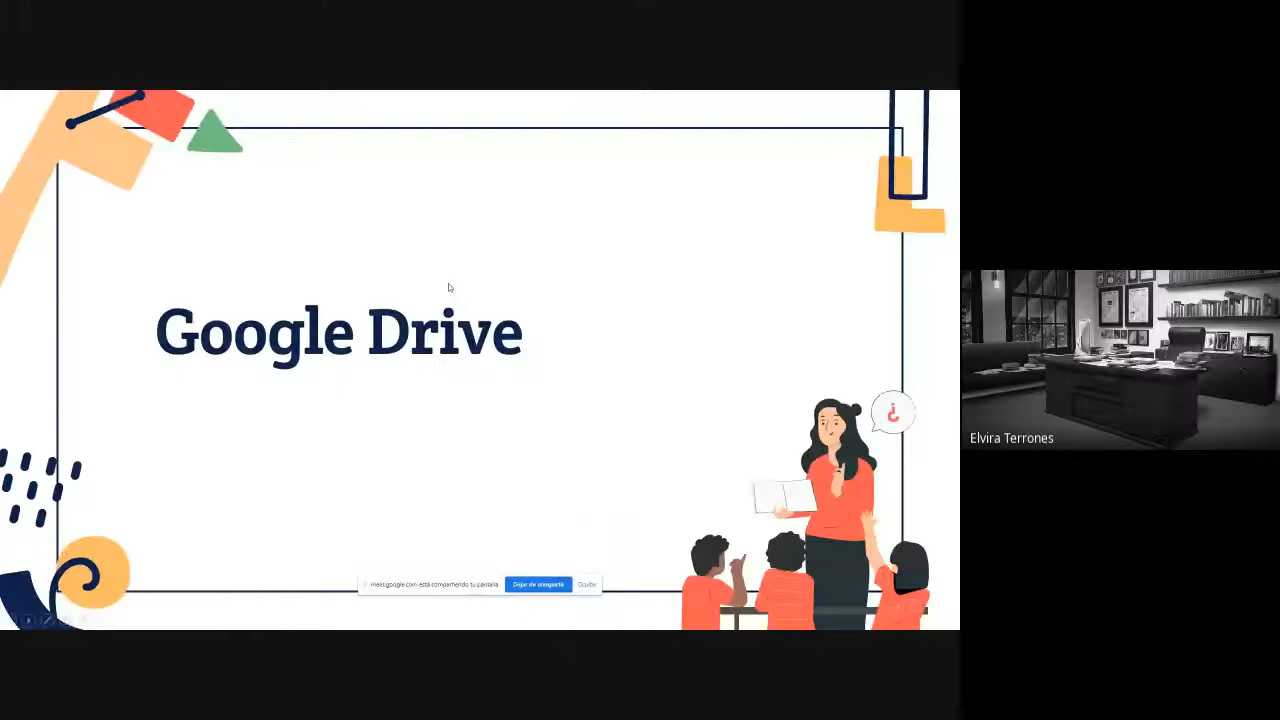 Google Drive
¿
meet.google.com está compartiendo tu pantalla.
Dejar de compartir
Ocultar
Elvira Terrones